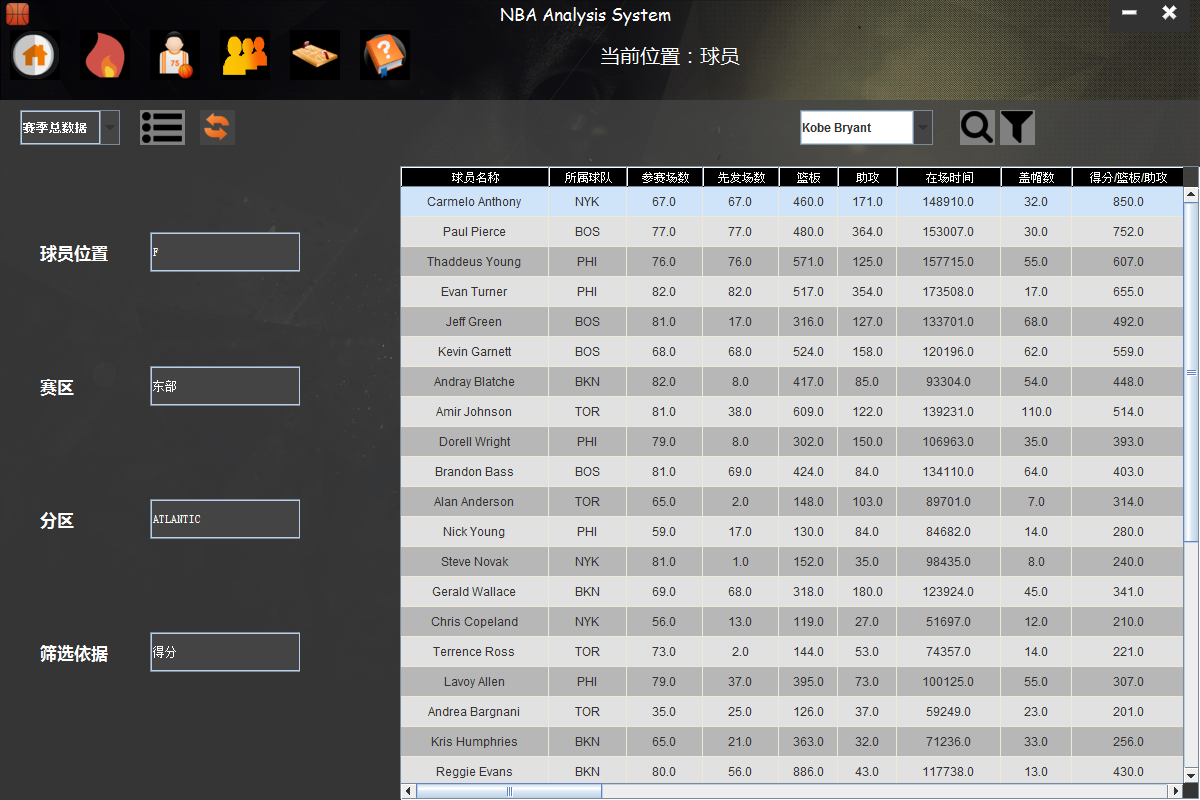 NBA Analysis System
当前位置：球员
75
赛季总数据
Kobe Bryant
球员位置 F
赛区 东部
分区 ATLANTIC
筛选依据 得分
球员名称 所属球队 参赛场数 先发场数 篮板 助攻 在场时间 盖帽数 得分/篮板/助攻
Carmelo Anthony NYK 67.0 67.0 460.0 171.0 148910.0 32.0 850.0
Paul Pierce BOS 77.0 77.0 480.0 364.0 153007.0 30.0 752.0
Thaddeus Young PHI 76.0 76.0 571.0 125.0 157715.0 55.0 607.0
Evan Turner PHI 82.0 82.0 517.0 354.0 173508.0 17.0 655.0
Jeff Green BOS 81.0 17.0 316.0 127.0 133701.0 68.0 492.0
Kevin Garnett BOS 68.0 68.0 524.0 158.0 120196.0 62.0 559.0
Andray Blatche BKN 82.0 8.0 417.0 85.0 93304.0 54.0 448.0
Amir Johnson TOR 81.0 38.0 609.0 122.0 139231.0 110.0 514.0
Dorell Wright PHI 79.0 8.0 302.0 150.0 106963.0 35.0 393.0
Brandon Bass BOS 81.0 69.0 424.0 84.0 134110.0 64.0 403.0
Alan Anderson TOR 65.0 2.0 148.0 103.0 89701.0 7.0 314.0
Nick Young PHI 59.0 17.0 130.0 84.0 84682.0 14.0 280.0
Steve Novak NYK 81.0 1.0 152.0 35.0 98435.0 8.0 240.0
Gerald Wallace BKN 69.0 68.0 318.0 180.0 123924.0 45.0 341.0
Chris Copeland NYK 56.0 13.0 119.0 27.0 51697.0 12.0 210.0
Terrence Ross TOR 73.0 2.0 144.0 53.0 74357.0 14.0 221.0
Lavoy Allen PHI 79.0 37.0 395.0 73.0 100125.0 55.0 307.0
Andrea Bargnani TOR 35.0 25.0 126.0 37.0 59249.0 23.0 201.0
Kris Humphries BKN 65.0 21.0 363.0 32.0 71236.0 33.0 256.0
Reggie Evans BKN 80.0 56.0 886.0 43.0 117738.0 13.0 430.0